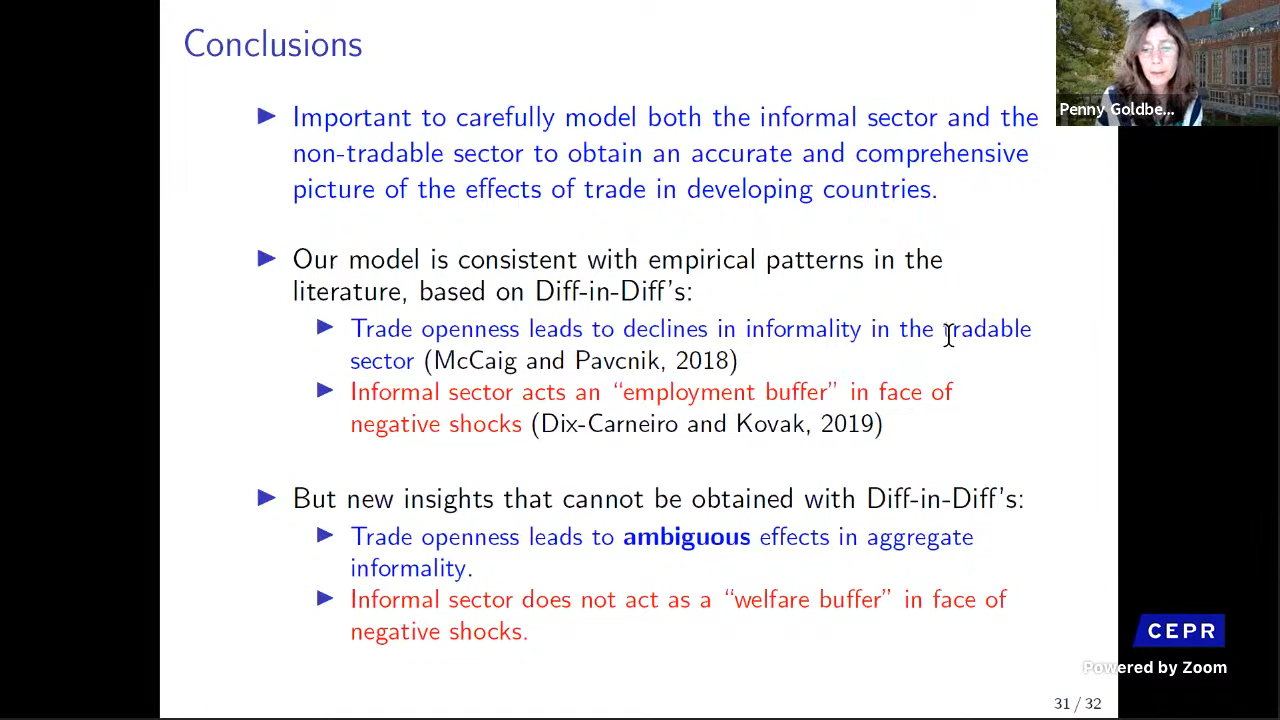 Conclusions
Important to carefully model both the informal sector and the
non-tradable sector to obtain an accurate and comprehensive
picture of the effects of trade in developing countries.
Our model is consistent with empirical patterns in the
literature, based on Diff-in-Diff's:
Trade openness leads to declines in informality in the tradable
sector (McCaig and Pavcnik, 2018)
Informal sector acts an “employment buffer” in face of
negative shocks (Dix-Carneiro and Kovak, 2019)
But new insights that cannot be obtained with Diff-in-Diff's:
Trade openness leads to ambiguous effects in aggregate
informality.
Informal sector does not act as a “welfare buffer” in face of
negative shocks.
31 / 32
Penny Goldbe...
CEPR
Powered by Zoom